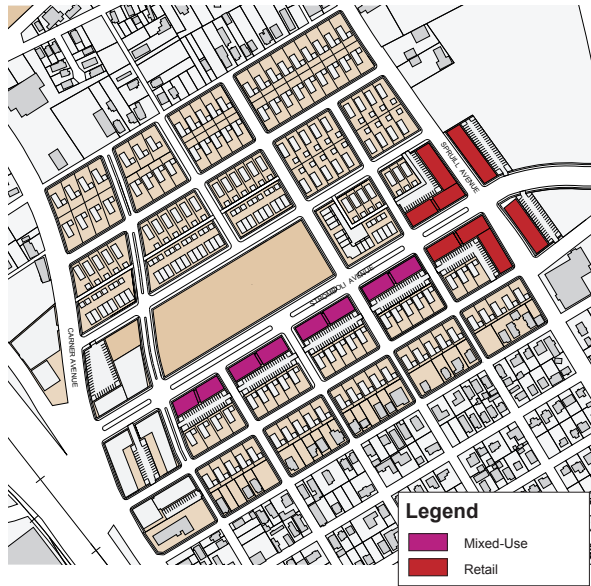 SPRUILL AVENUE
STROMBOLI AVENUE
CARNER AVENUE
Legend
Mixed-Use
Retail